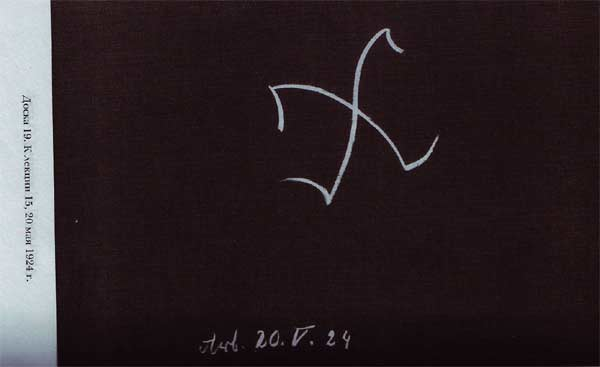 Доска 19. К лекции 15, 20 мая 1924 г.
Arb. 20. V. 24